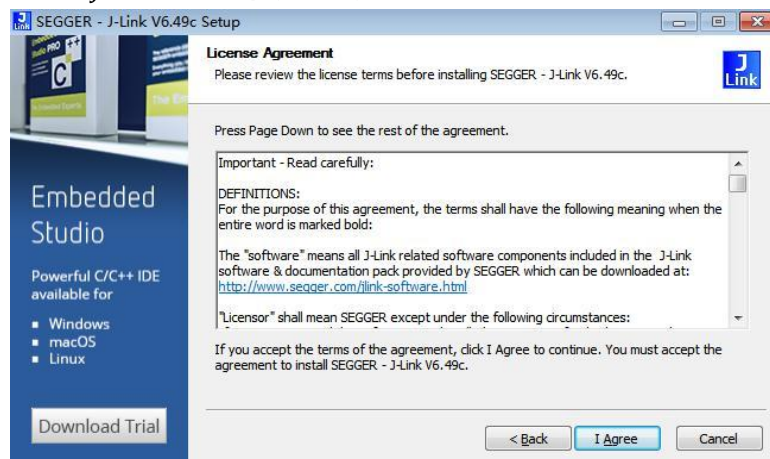 SEGGER - J-Link V6.49c Setup
License Agreement
Please review the license terms before installing SEGGER - J-Link V6.49c.
J
Link
Press Page Down to see the rest of the agreement.
Important - Read carefully:
DEFINITIONS:
For the purpose of this agreement, the terms shall have the following meaning when the
entire word is marked bold:
The "software" means all J-Link related software components included in the J-Link
software & documentation pack provided by SEGGER which can be downloaded at:
http://www.segger.com/jlink-software.html
"Licensor" shall mean SEGGER except under the following circumstances:
If you accept the terms of the agreement, click I Agree to continue. You must accept the
agreement to install SEGGER - J-Link V6.49c.
Embedded
Studio
Powerful C/C++ IDE
available for
Windows
macOS
Linux
Download Trial
< Back
I Agree
Cancel